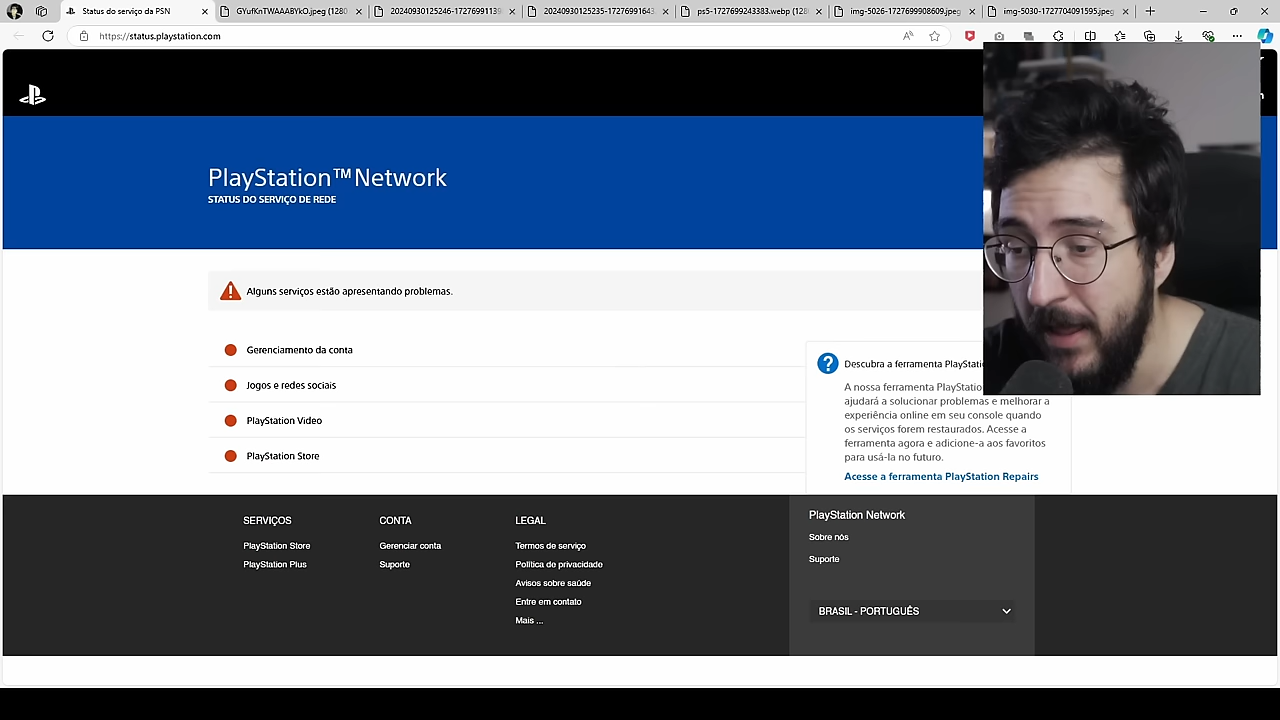 Status do serviço da PSN
GYufKnTWAAABYkO.jpeg (1280
20240930125246-17276991139
20240930125235-1727699164
ps5-1727699243383.webp (128
img-5026-1727699908609.jpeg
img-5030-1727704091595.jpeg
https://status.playstation.com
PlayStation™Network
STATUS DO SERVIÇO DE REDE
Alguns serviços estão apresentando problemas.
Gerenciamento da conta
Jogos e redes sociais
PlayStation Video
PlayStation Store
Descubra a ferramenta PlayStatio
A nossa ferramenta PlayStatio
ajudará a solucionar problemas e melhorar a
experiência online em seu console quando
os serviços forem restaurados. Acesse a
ferramenta agora e adicione-a aos favoritos
para usá-la no futuro.
Acesse a ferramenta PlayStation Repairs
SERVIÇOS
PlayStation Store
PlayStation Plus
CONTA
Gerenciar conta
Suporte
LEGAL
Termos de serviço
Política de privacidade
Avisos sobre saúde
Entre em contato
Mais ...
PlayStation Network
Sobre nós
Suporte
BRASIL - PORTUGUÊS